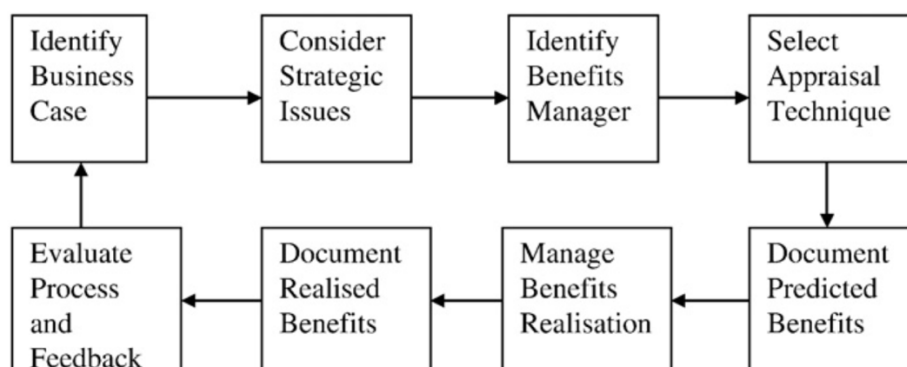 Identify
Business
Case
Consider
Strategic
Issues
Identify
Benefits
Manager
Select
Appraisal
Technique
Evaluate
Process
and
Feedback
Document
Realised
Benefits
Manage
Benefits
Realisation
Document
Predicted
Benefits